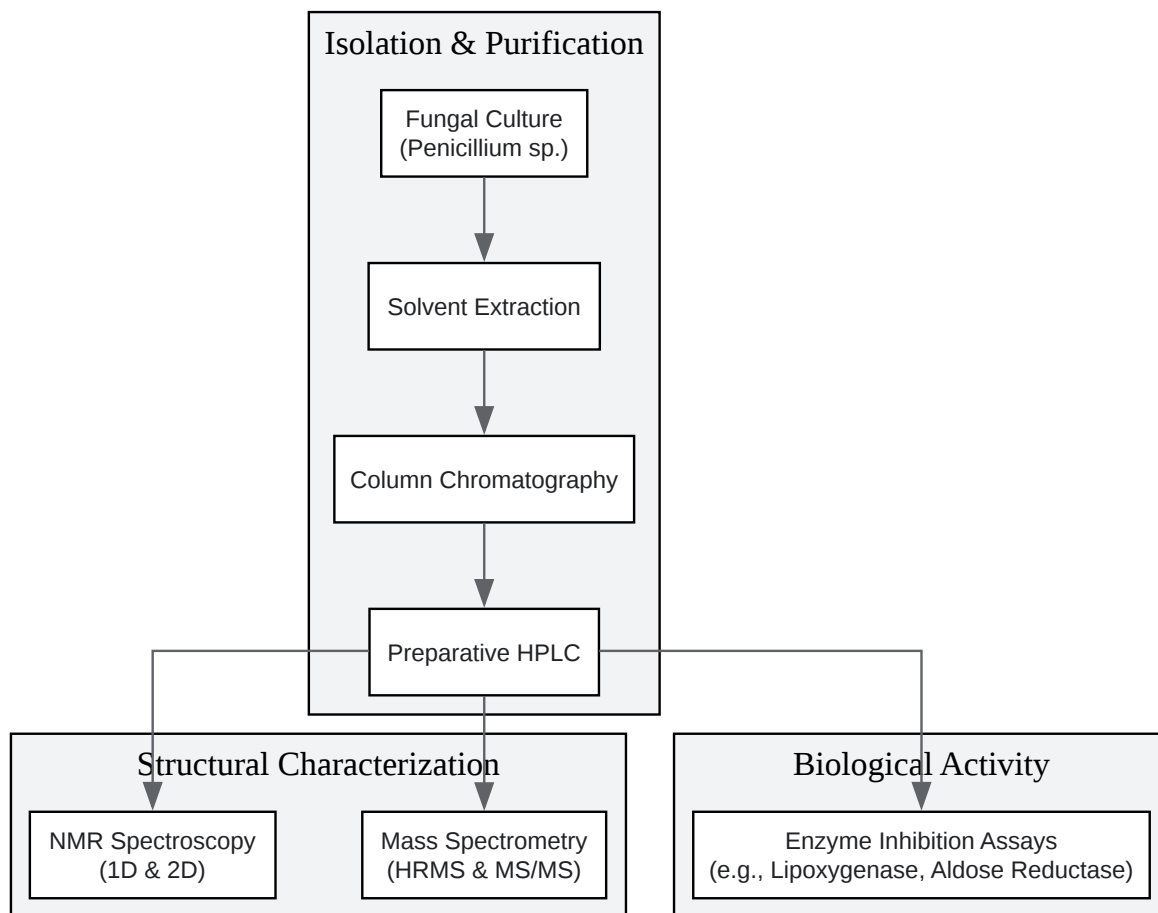 Isolation & Purification
Fungal Culture
(Penicillium sp.)
Solvent Extraction
Column Chromatography
Preparative HPLC
Structural Characterization
NMR Spectroscopy
(1D & 2D)
Mass Spectrometry
(HRMS & MS/MS)
Biological Activity
Enzyme Inhibition Assays
(e.g., Lipoxygenase, Aldose Reductase)